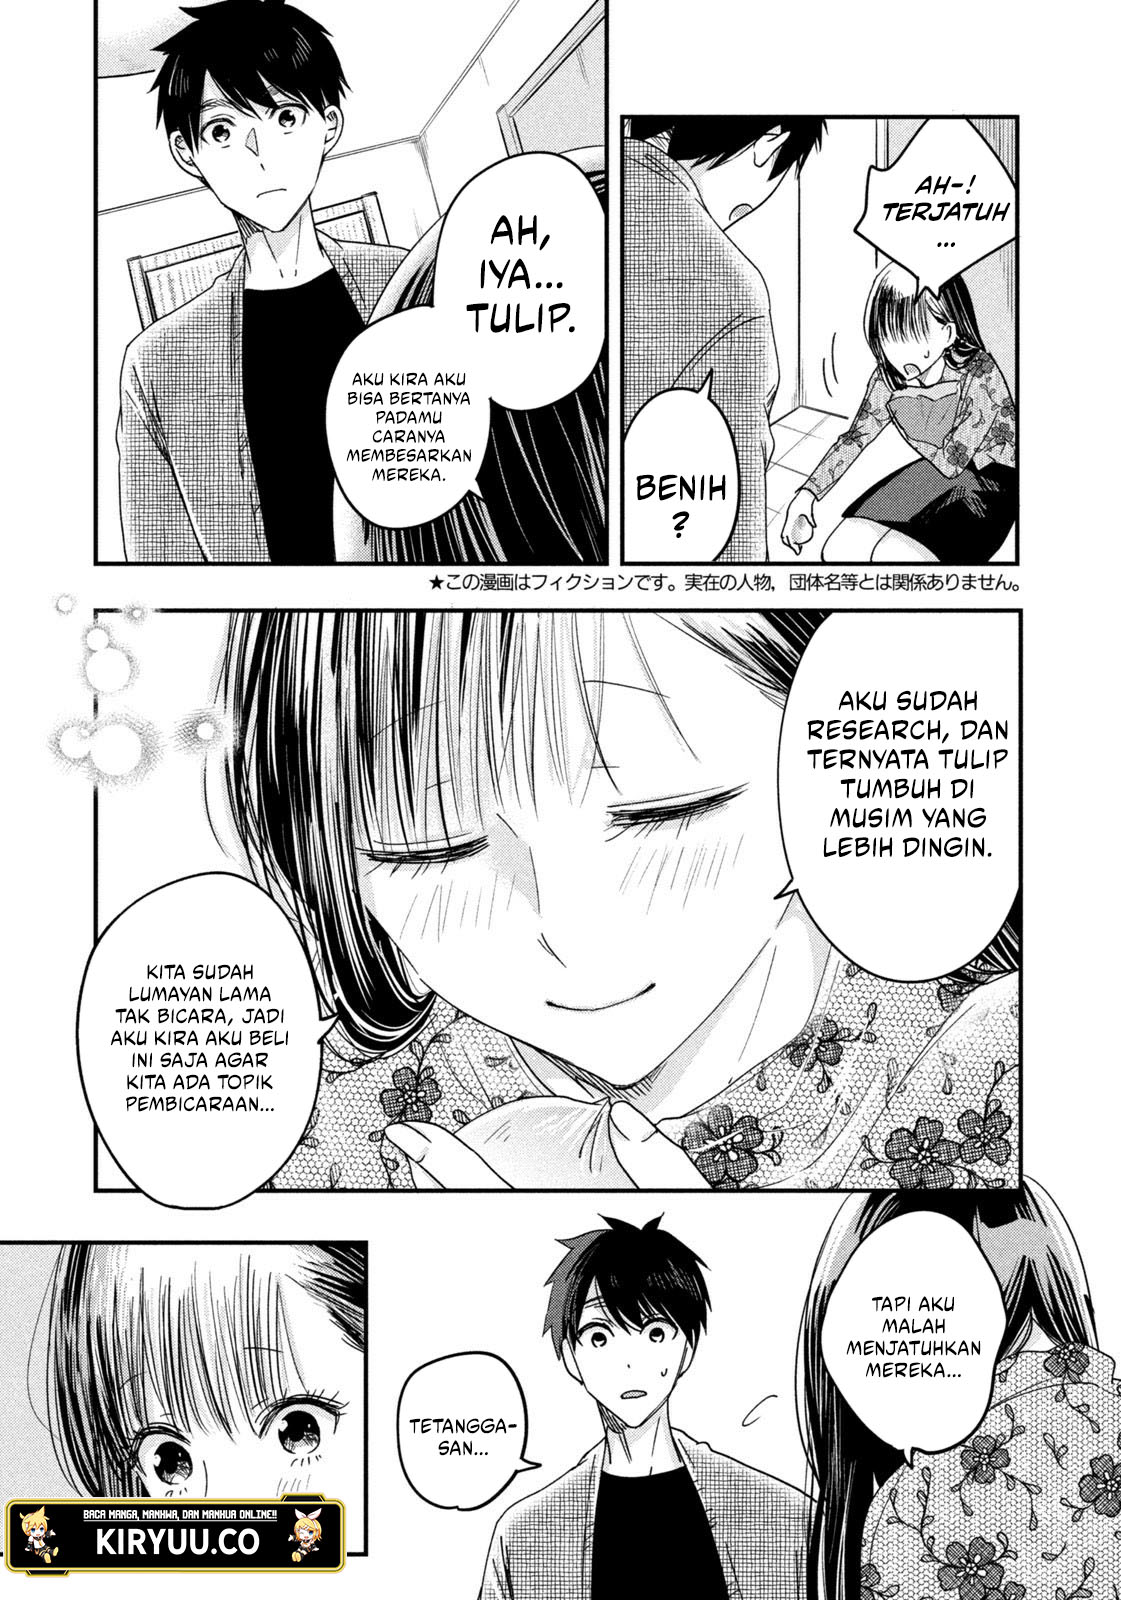 AH-!
TERJATUH
...
BENIH
?
AH,
IYA...
TULIP.
AKU KIRA AKU
BISA BERTANYA
PADAMU
CARANYA
MEMBESARKAN
MEREKA.
★この漫画はフィクションです。実在の人物，団体名等とは関係ありません。
AKU SUDAH
RESEARCH, DAN
TERNYATA TULIP
TUMBUH DI
MUSIM YANG
LEBIH DINGIN.
KITA SUDAH
LUMAYAN LAMA
TAK BICARA, JADI
AKU KIRA AKU BELI
INI SAJA AGAR
KITA ADA TOPIK
PEMBICARAAN...
TAPI AKU
MALAH
MENJATUHKAN
MEREKA...
TETANGGA-
SAN...
BACA MANGA, MANHWA, DAN MANHUA ONLINE!!
KIRYUU.CO